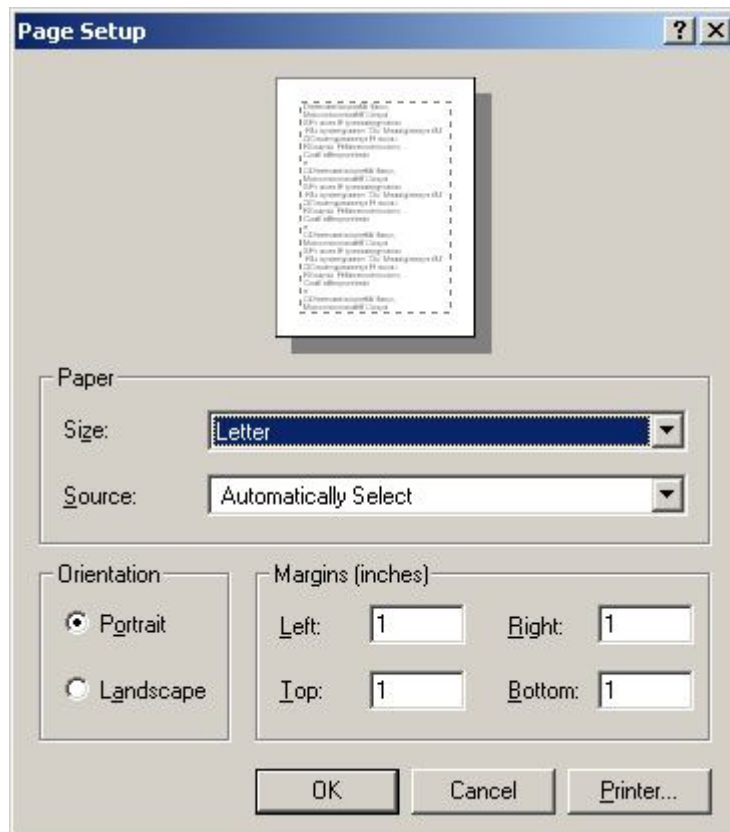 Page Setup
Paper
Size: Letter
Source: Automatically Select
Orientation
Portrait
Landscape
Margins (inches)
Left: 1 Right: 1
Top: 1 Bottom: 1
OK Cancel Printer...